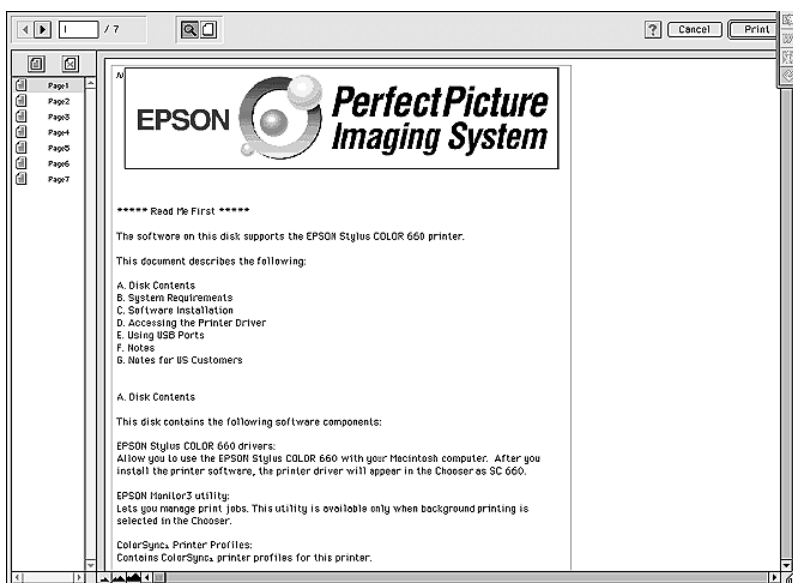 1 / 7
? Cancel Print
Page1
Page2
Page3
Page4
Page5
Page6
Page7
EPSON PerfectPicture
Imaging System
***** Read Me First *****
The software on this disk supports the EPSON Stylus COLOR 660 printer.
This document describes the following:
A. Disk Contents
B. System Requirements
C. Software Installation
D. Accessing the Printer Driver
E. Using USB Ports
F. Notes
G. Notes for US Customers
A. Disk Contents
This disk contains the following software components:
EPSON Stylus COLOR 660 drivers:
Allow you to use the EPSON Stylus COLOR 660 with your Macintosh computer. After you
install the printer software, the printer driver will appear in the Chooser as SC 660.
EPSON Monitor3 utility:
Lets you manage print jobs. This utility is available only when background printing is
selected in the Chooser.
ColorSync Printer Profiles:
Contains ColorSync printer profiles for this printer.